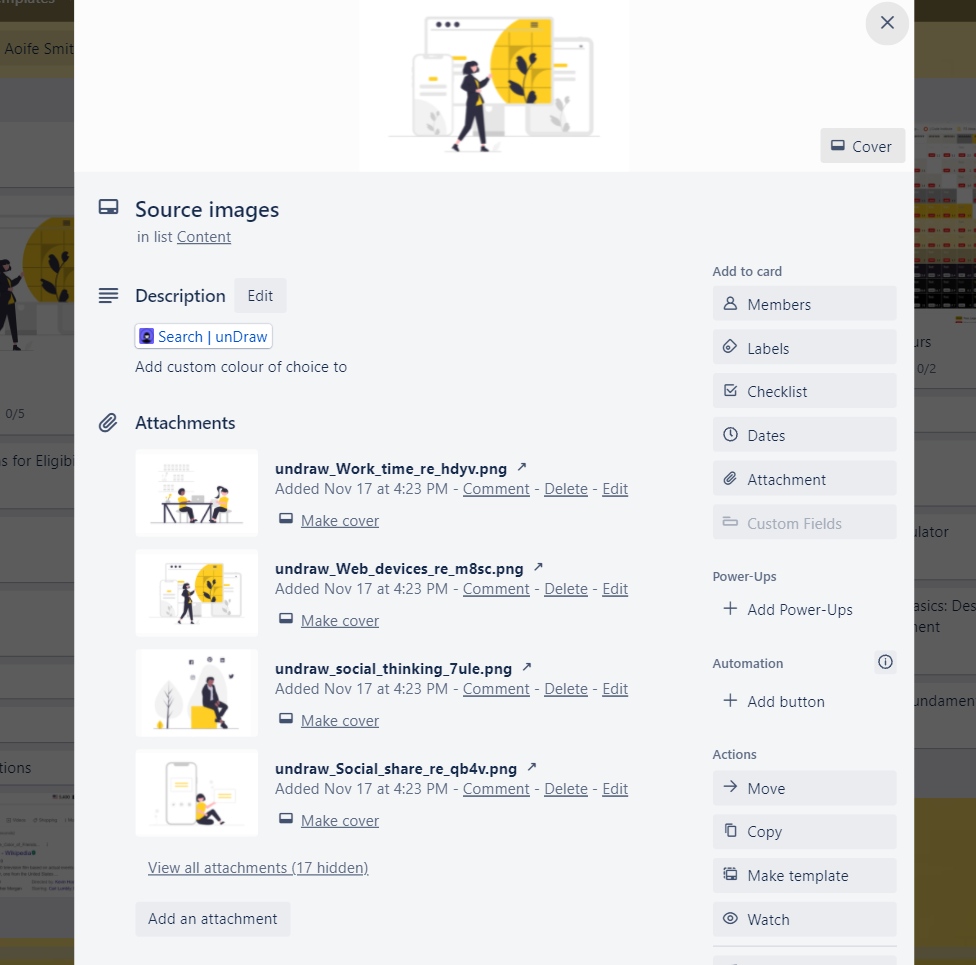 Aoife Smit
Cover
Source images
in list Content
Description
Edit
Search | unDraw
Add custom colour of choice to
Attachments
undraw_Work_time_re_hdyv.png ↗
Added Nov 17 at 4:23 PM - Comment - Delete - Edit
Make cover
undraw_Web_devices_re_m8sc.png ↗
Added Nov 17 at 4:23 PM - Comment - Delete - Edit
Make cover
undraw_social_thinking_7ule.png ↗
Added Nov 17 at 4:23 PM - Comment - Delete - Edit
Make cover
undraw_Social_share_re_qb4v.png ↗
Added Nov 17 at 4:23 PM - Comment - Delete - Edit
Make cover
View all attachments (17 hidden)
Add an attachment
Add to card
Members
Labels
Checklist
Dates
Attachment
Custom Fields
Power-Ups
+ Add Power-Ups
Automation
+ Add button
Actions
Move
Copy
Make template
Watch
0/5
s for Eligibi
tions
urs
0/2
ulator
asics: Des
ent
undamen